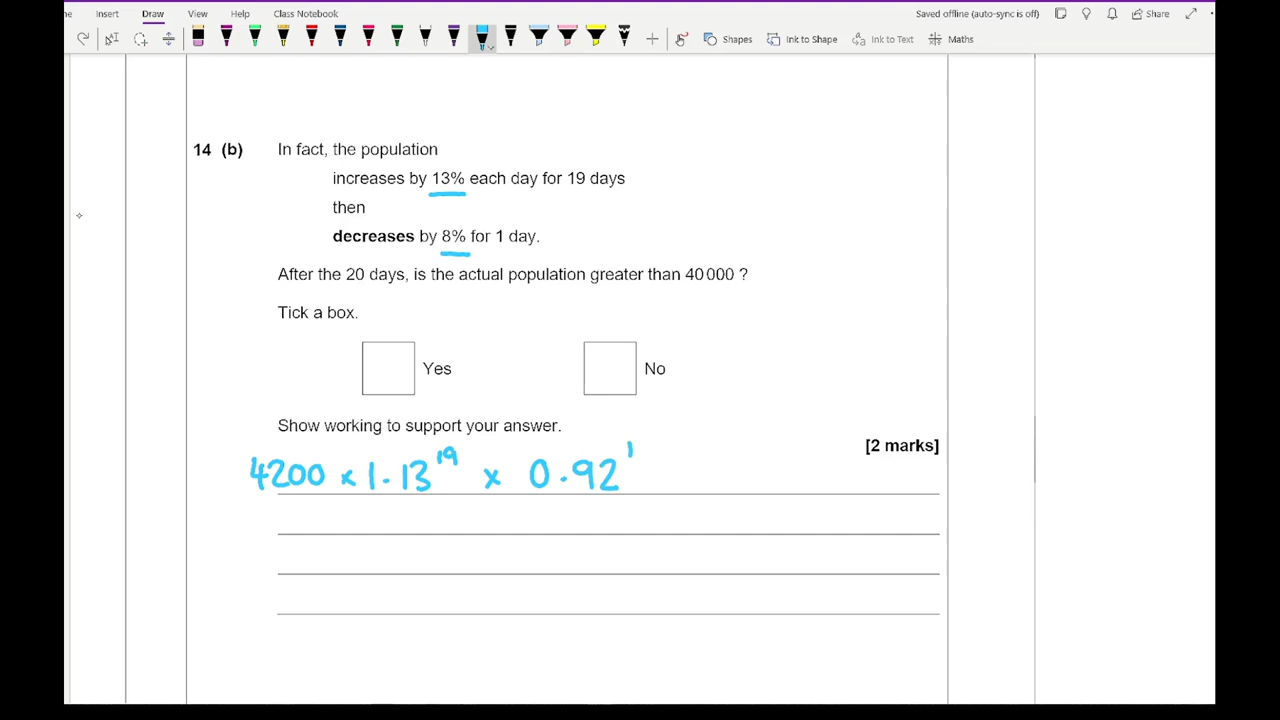 Insert Draw View Help Class Notebook Saved offline (auto-sync is off) Share
Shapes Ink to Shape Ink to Text Maths
14 (b) In fact, the population
increases by 13% each day for 19 days
then
decreases by 8% for 1 day.
After the 20 days, is the actual population greater than 40 000 ?
Tick a box.
Yes No
Show working to support your answer.
[2 marks]
4200 × 1.13¹⁹ × 0.92¹